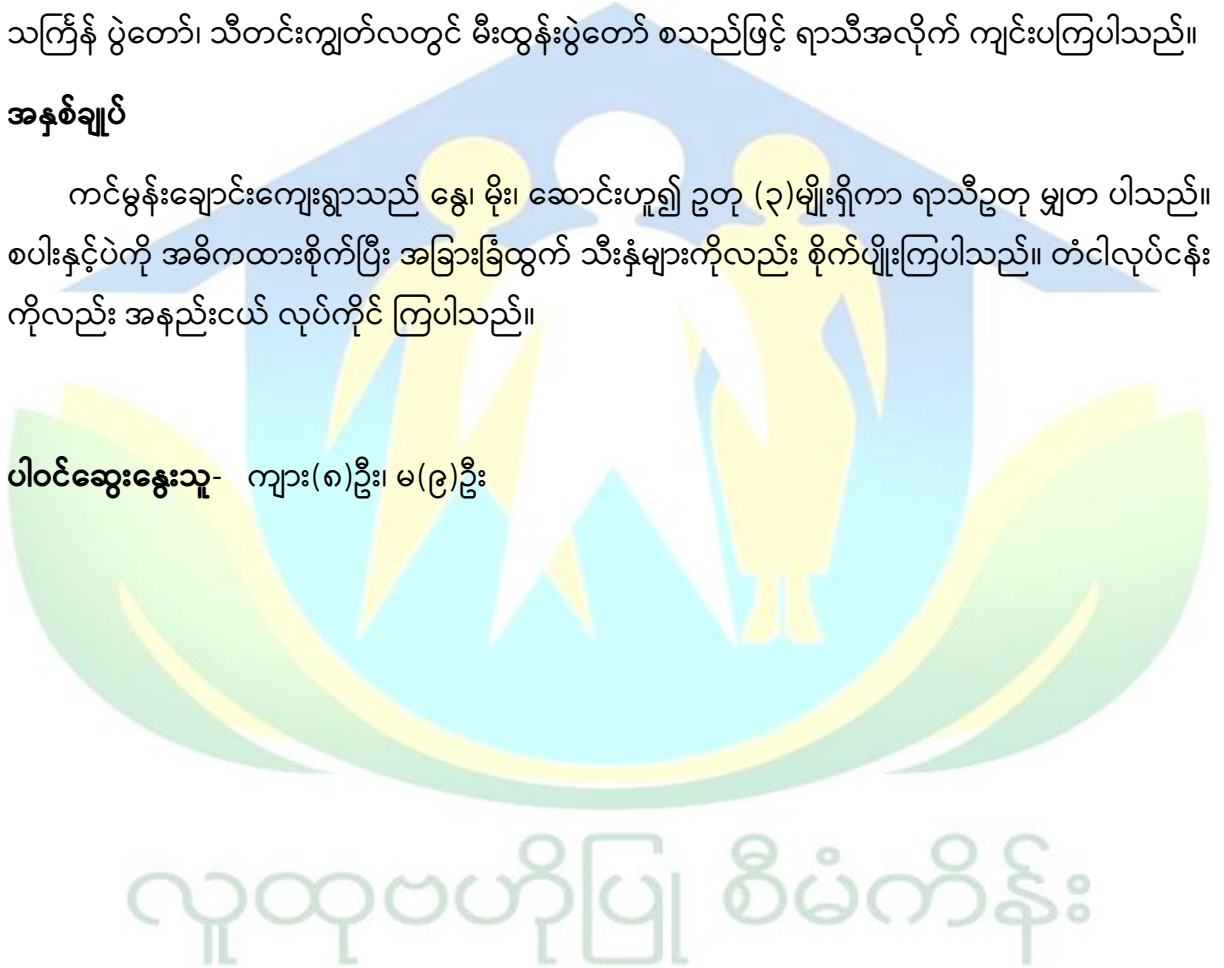 သင်္ကြန် ပွဲတော်၊ သီတင်းကျွတ်လတွင် မီးထွန်းပွဲတော် စသည်ဖြင့် ရာသီအလိုက် ကျင်းပကြပါသည်။
အနှစ်ချုပ်
ကင်မွန်းချောင်းကျေးရွာသည် နွေ၊ မိုး၊ ဆောင်းဟူ၍ ဥတု (၃)မျိုးရှိကာ ရာသီဥတု မျှတ ပါသည်။
စပါးနှင့်ပဲကို အဓိကထားစိုက်ပြီး အခြားခြံထွက် သီးနှံများကိုလည်း စိုက်ပျိုးကြပါသည်။ တံငါလုပ်ငန်း
ကိုလည်း အနည်းငယ် လုပ်ကိုင် ကြပါသည်။
ပါဝင်ဆွေးနွေးသူ- ကျား(၈)ဦး၊ မ(၉)ဦး
လူထုဗဟိုပြု စီမံကိန်း